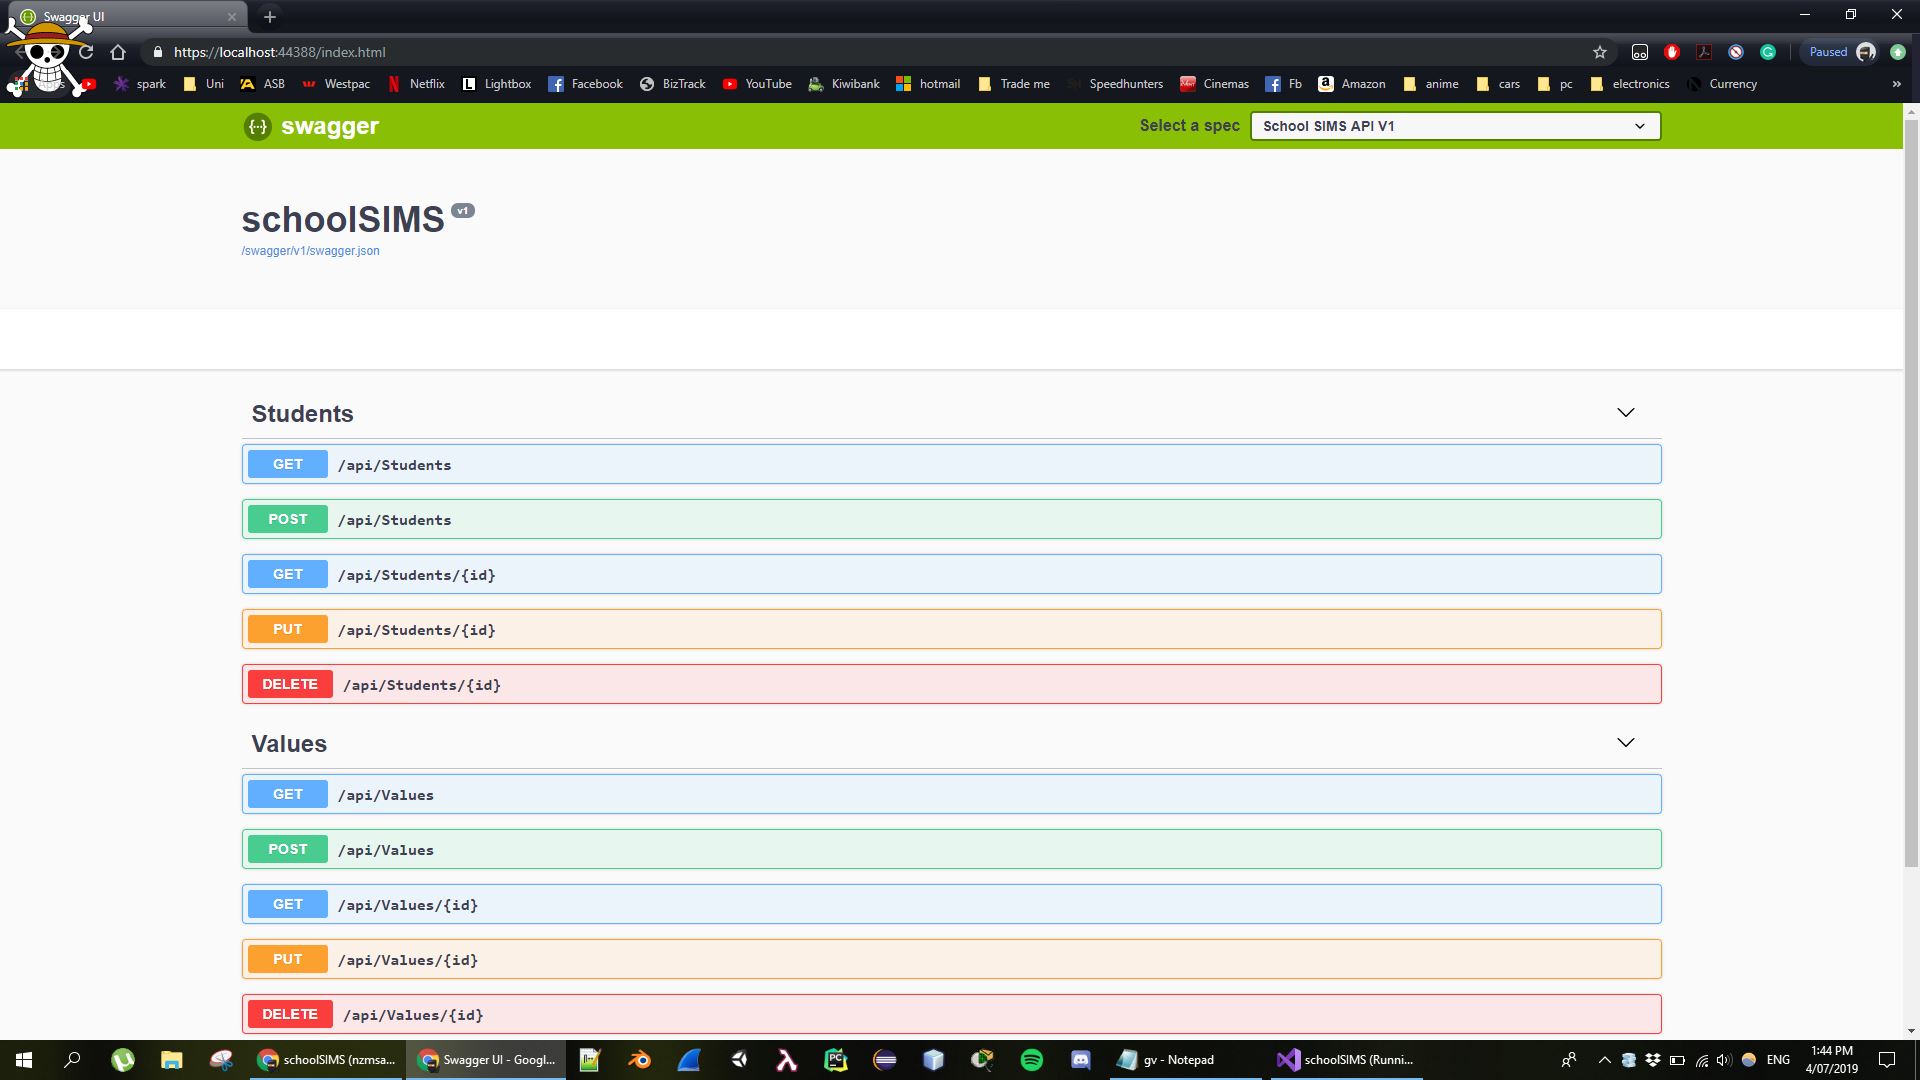 Swagger UI
https://localhost:44388/index.html
Paused
Apps
spark
Uni
ASB
Westpac
Netflix
Lightbox
Facebook
BizTrack
YouTube
Kiwibank
hotmail
Trade me
Speedhunters
Cinemas
Fb
Amazon
anime
cars
pc
electronics
Currency
»
{··}
swagger
Select a spec
School SIMS API V1
schoolSIMS v1
/swagger/v1/swagger.json
Students
GET /api/Students
POST /api/Students
GET /api/Students/{id}
PUT /api/Students/{id}
DELETE /api/Students/{id}
Values
GET /api/Values
POST /api/Values
GET /api/Values/{id}
PUT /api/Values/{id}
DELETE /api/Values/{id}
schoolSIMS (nzmsa...
Swagger UI - Googl...
PC
gv - Notepad
schoolSIMS (Runni...
ENG
1:44 PM
4/07/2019